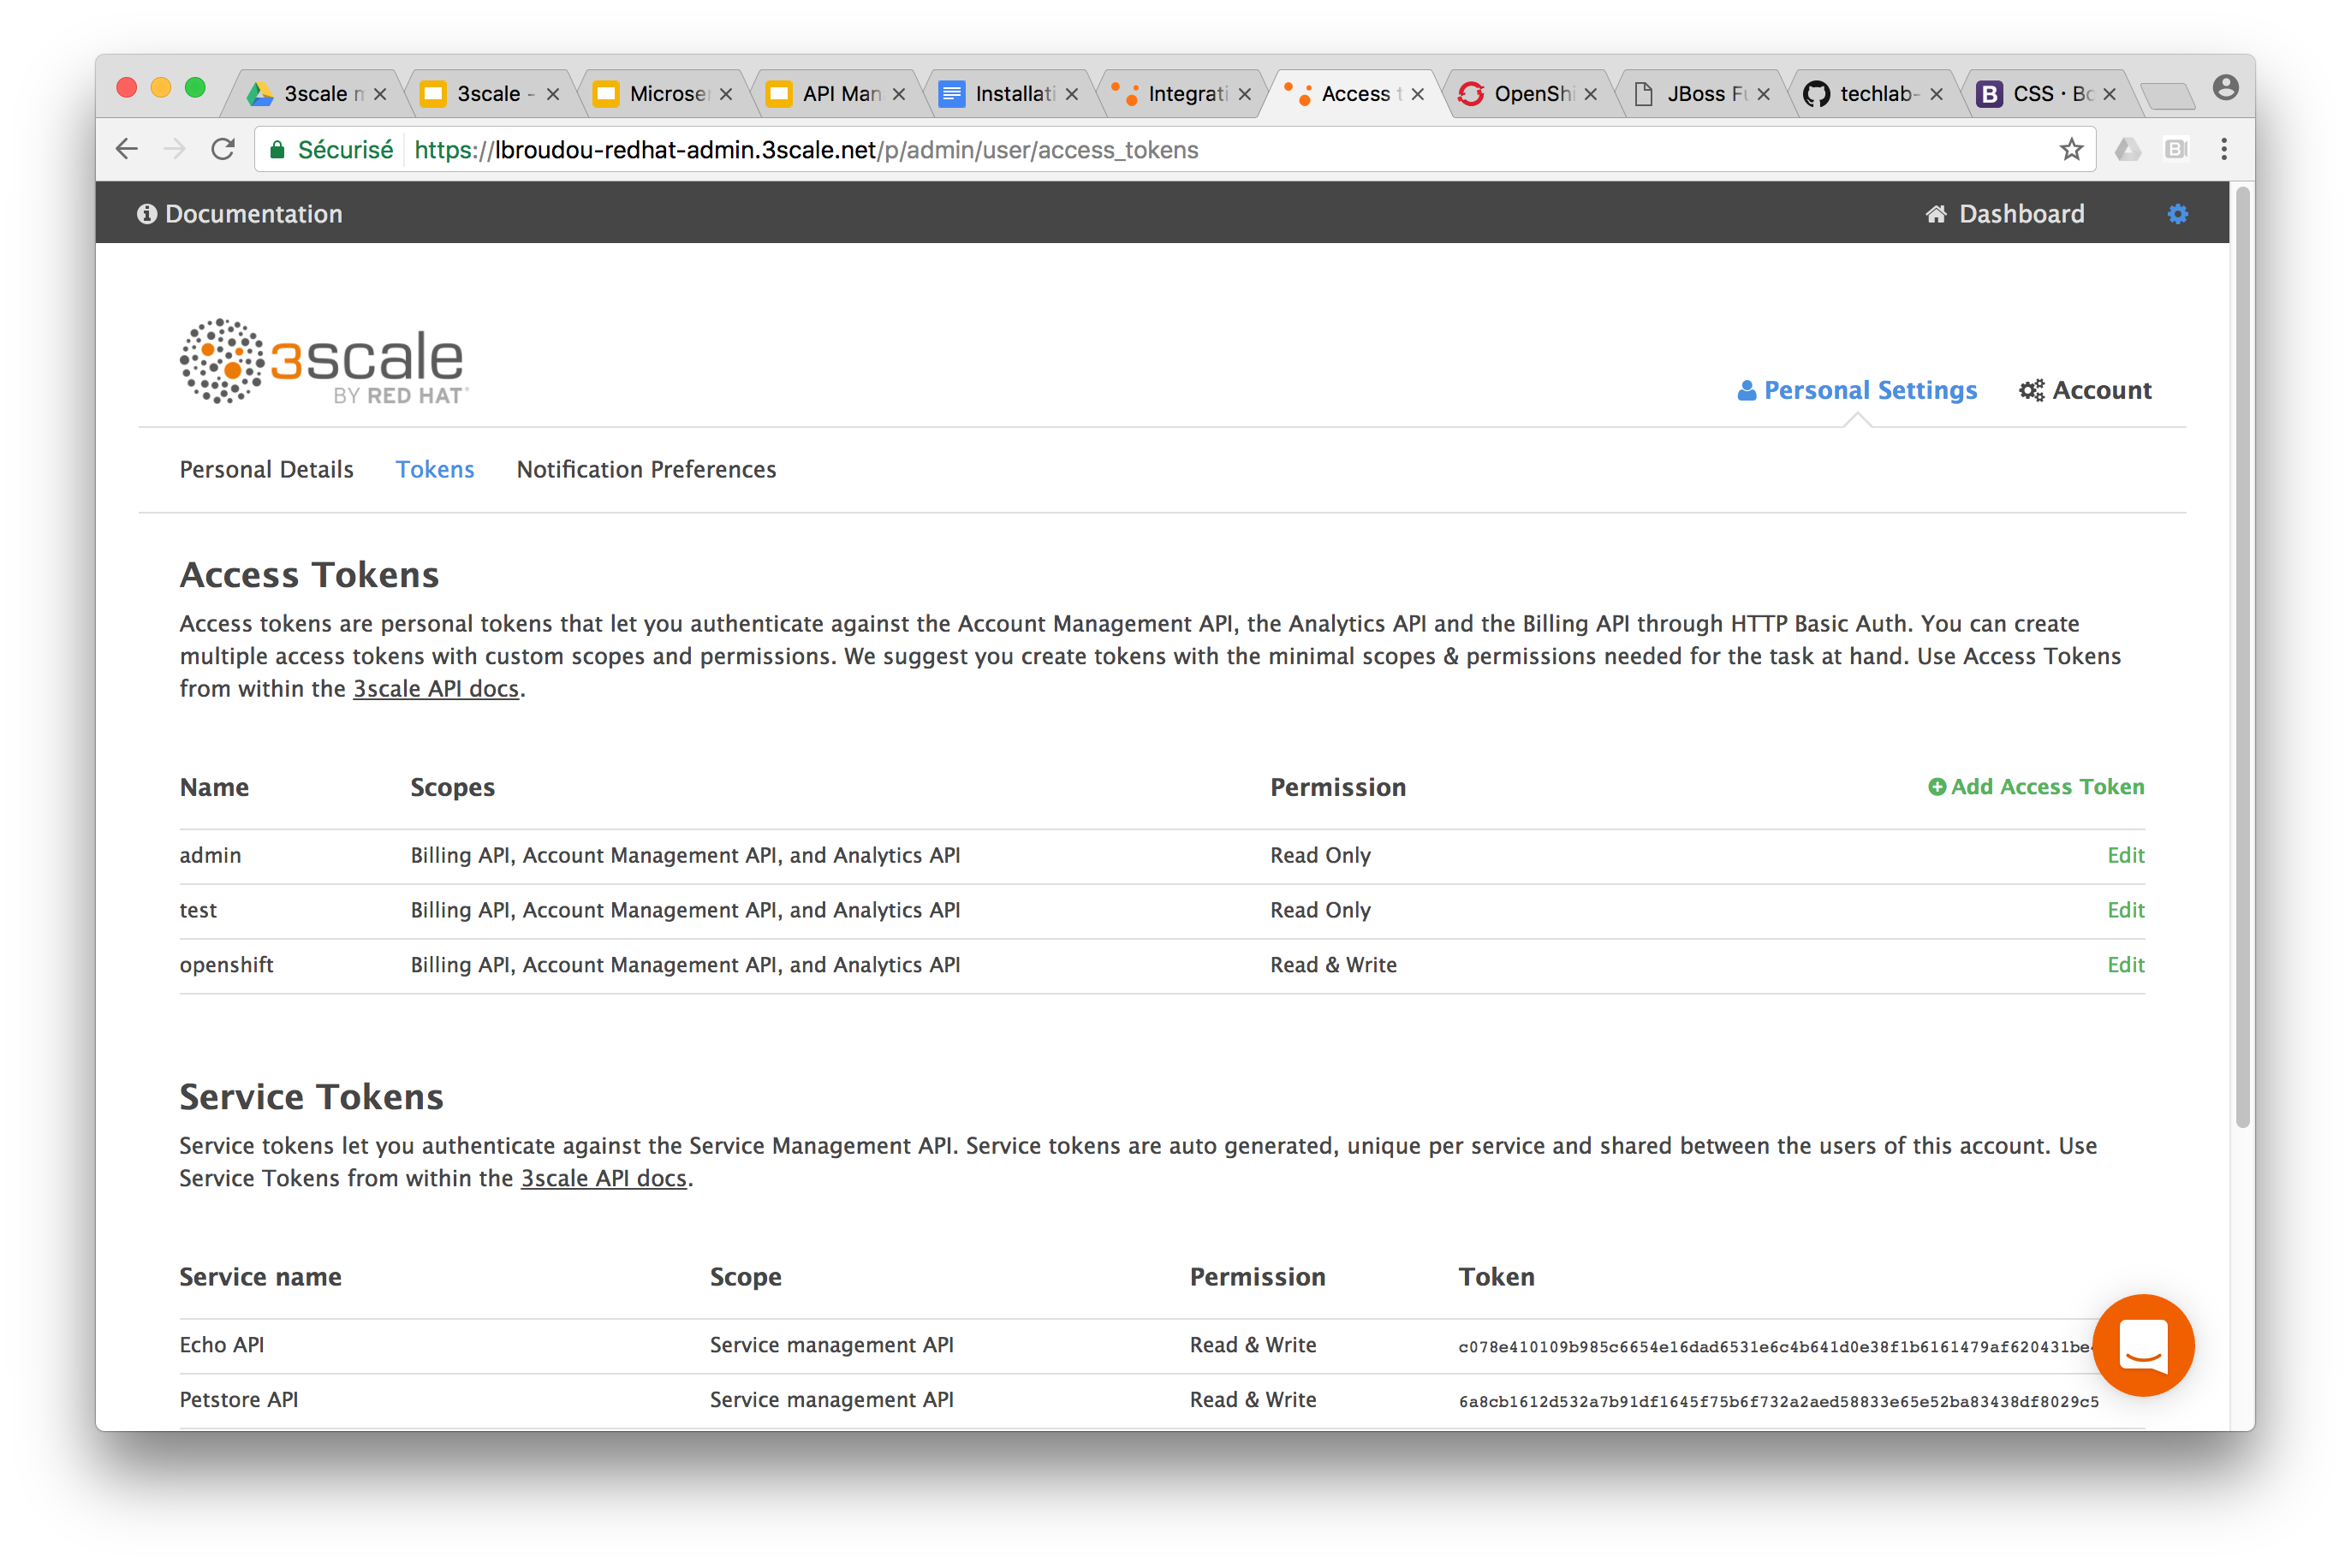 3scale
3scale -
Microse
API Man
Installati
Integrati
Access t
OpenShi
JBoss Fu
techlab-
CSS · Bo
Sécurisé
https://lbroudou-redhat-admin.3scale.net/p/admin/user/access_tokens
Documentation
Dashboard
3scale
BY RED HAT
Personal Settings
Account
Personal Details
Tokens
Notification Preferences
Access Tokens
Access tokens are personal tokens that let you authenticate against the Account Management API, the Analytics API and the Billing API through HTTP Basic Auth. You can create
multiple access tokens with custom scopes and permissions. We suggest you create tokens with the minimal scopes & permissions needed for the task at hand. Use Access Tokens
from within the 3scale API docs.
Name Scopes Permission Add Access Token
admin Billing API, Account Management API, and Analytics API Read Only Edit
test Billing API, Account Management API, and Analytics API Read Only Edit
openshift Billing API, Account Management API, and Analytics API Read & Write Edit
Service Tokens
Service tokens let you authenticate against the Service Management API. Service tokens are auto generated, unique per service and shared between the users of this account. Use
Service Tokens from within the 3scale API docs.
Service name Scope Permission Token
Echo API Service management API Read & Write c078e410109b985c6654e16dad6531e6c4b641d0e38f1b6161479af620431be
Petstore API Service management API Read & Write 6a8cb1612d532a7b91df1645f75b6f732a2aed58833e65e52ba83438df8029c5